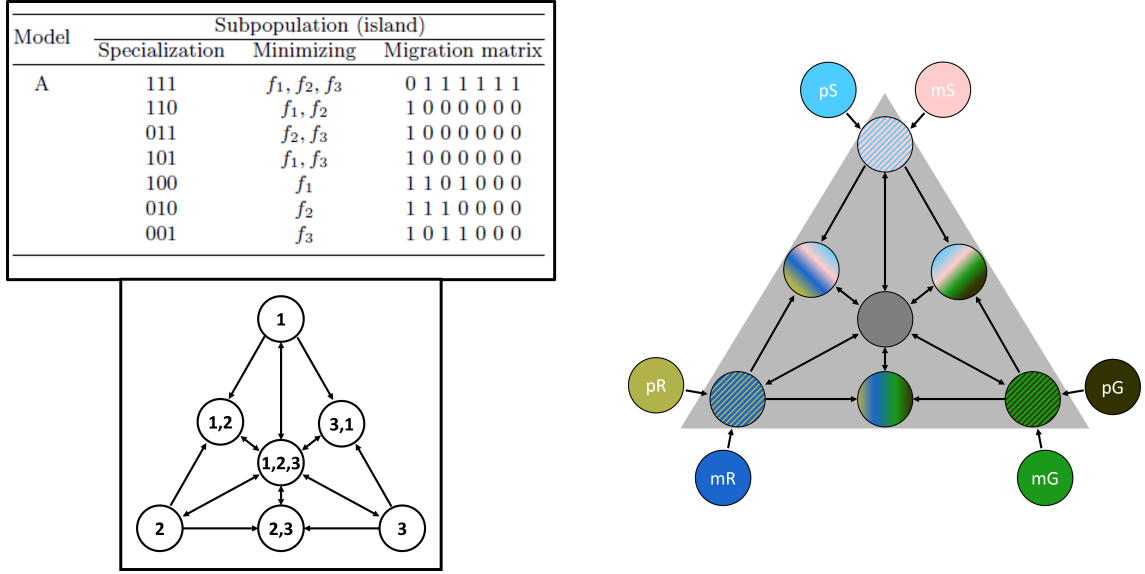 Subpopulation (island)
Model
Specialization Minimizing Migration matrix
A 111 f₁, f₂, f₃ 0 1 1 1 1 1 1
110 f₁, f₂ 1 0 0 0 0 0 0
011 f₂, f₃ 1 0 0 0 0 0 0
101 f₁, f₃ 1 0 0 0 0 0 0
100 f₁ 1 1 0 1 0 0 0
010 f₂ 1 1 1 0 0 0 0
001 f₃ 1 0 1 1 0 0 0
1
1,2 3,1
1,2,3
2 2,3 3
pS mS
pR pG
mR mG